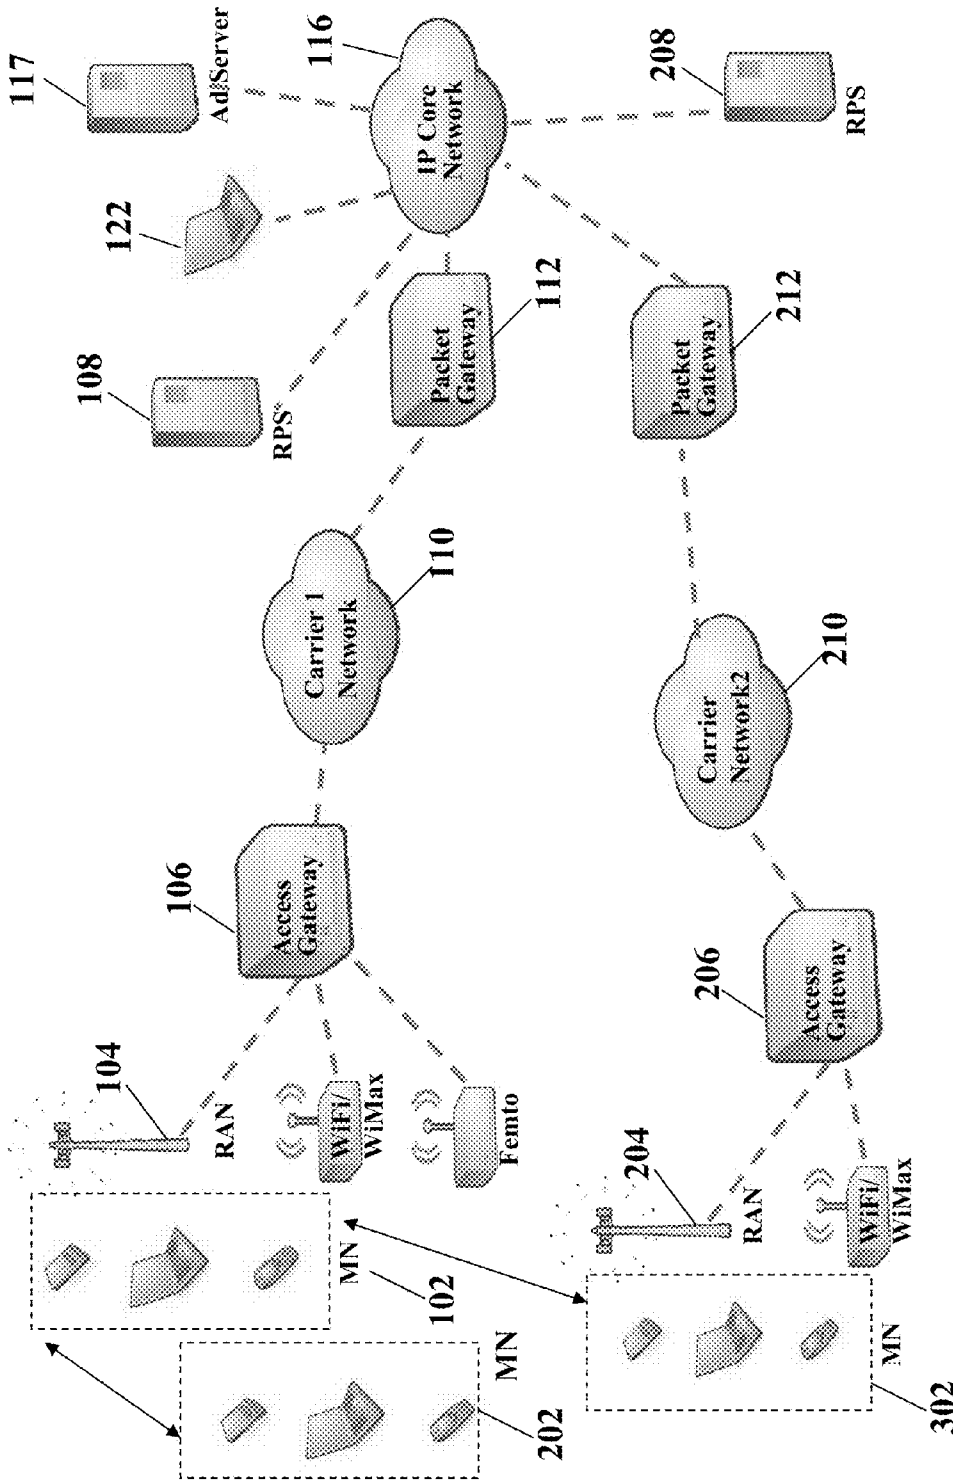 117
Ad Server
122
116
IP Core
Network
208
RPS
108
RPS
112
Packet
Gateway
212
Packet
Gateway
110
Carrier 1
Network
210
Carrier
Network2
106
Access
Gateway
206
Access
Gateway
104
RAN
WiFi/
WiMax
Femto
204
RAN
WiFi/
WiMax
MN
102
MN
202
MN
302